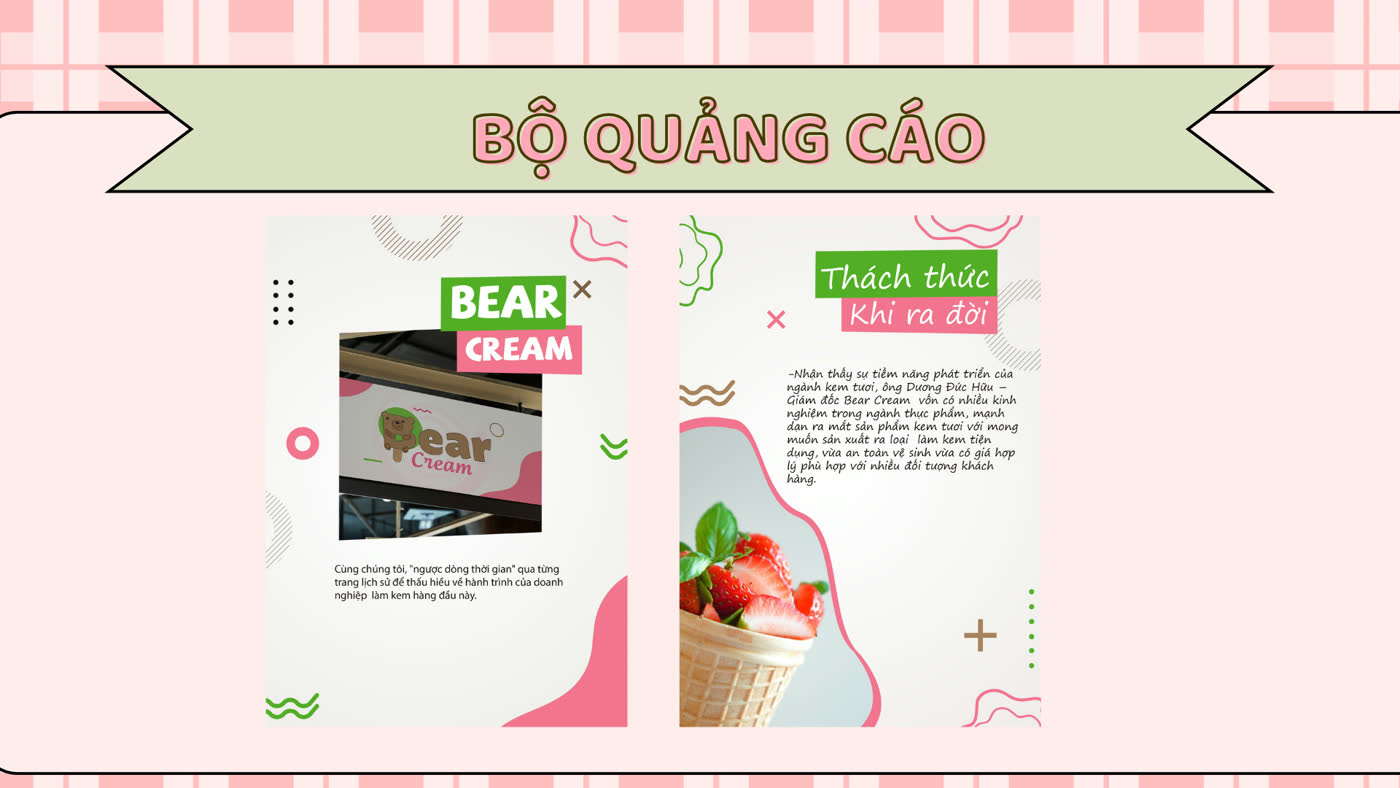 BỘ QUẢNG CÁO
BEAR
CREAM
Bear
Cream
Cùng chúng tôi, "ngược dòng thời gian" qua từng
trang lịch sử để thấu hiểu về hành trình của doanh
nghiệp làm kem hàng đầu này.
Thách thức
Khi ra đời
-Nhận thấy sự tiềm năng phát triển của
ngành kem tươi, ông Dương Đức Hữu –
Giám đốc Bear Cream vốn có nhiều kinh
nghiệm trong ngành thực phẩm, mạnh
dạn ra mắt sản phẩm kem tươi với mong
muốn sản xuất ra loại làm kem tiện
dụng, vừa an toàn vệ sinh vừa có giá hợp
lý phù hợp với nhiều đối tượng khách
hàng.